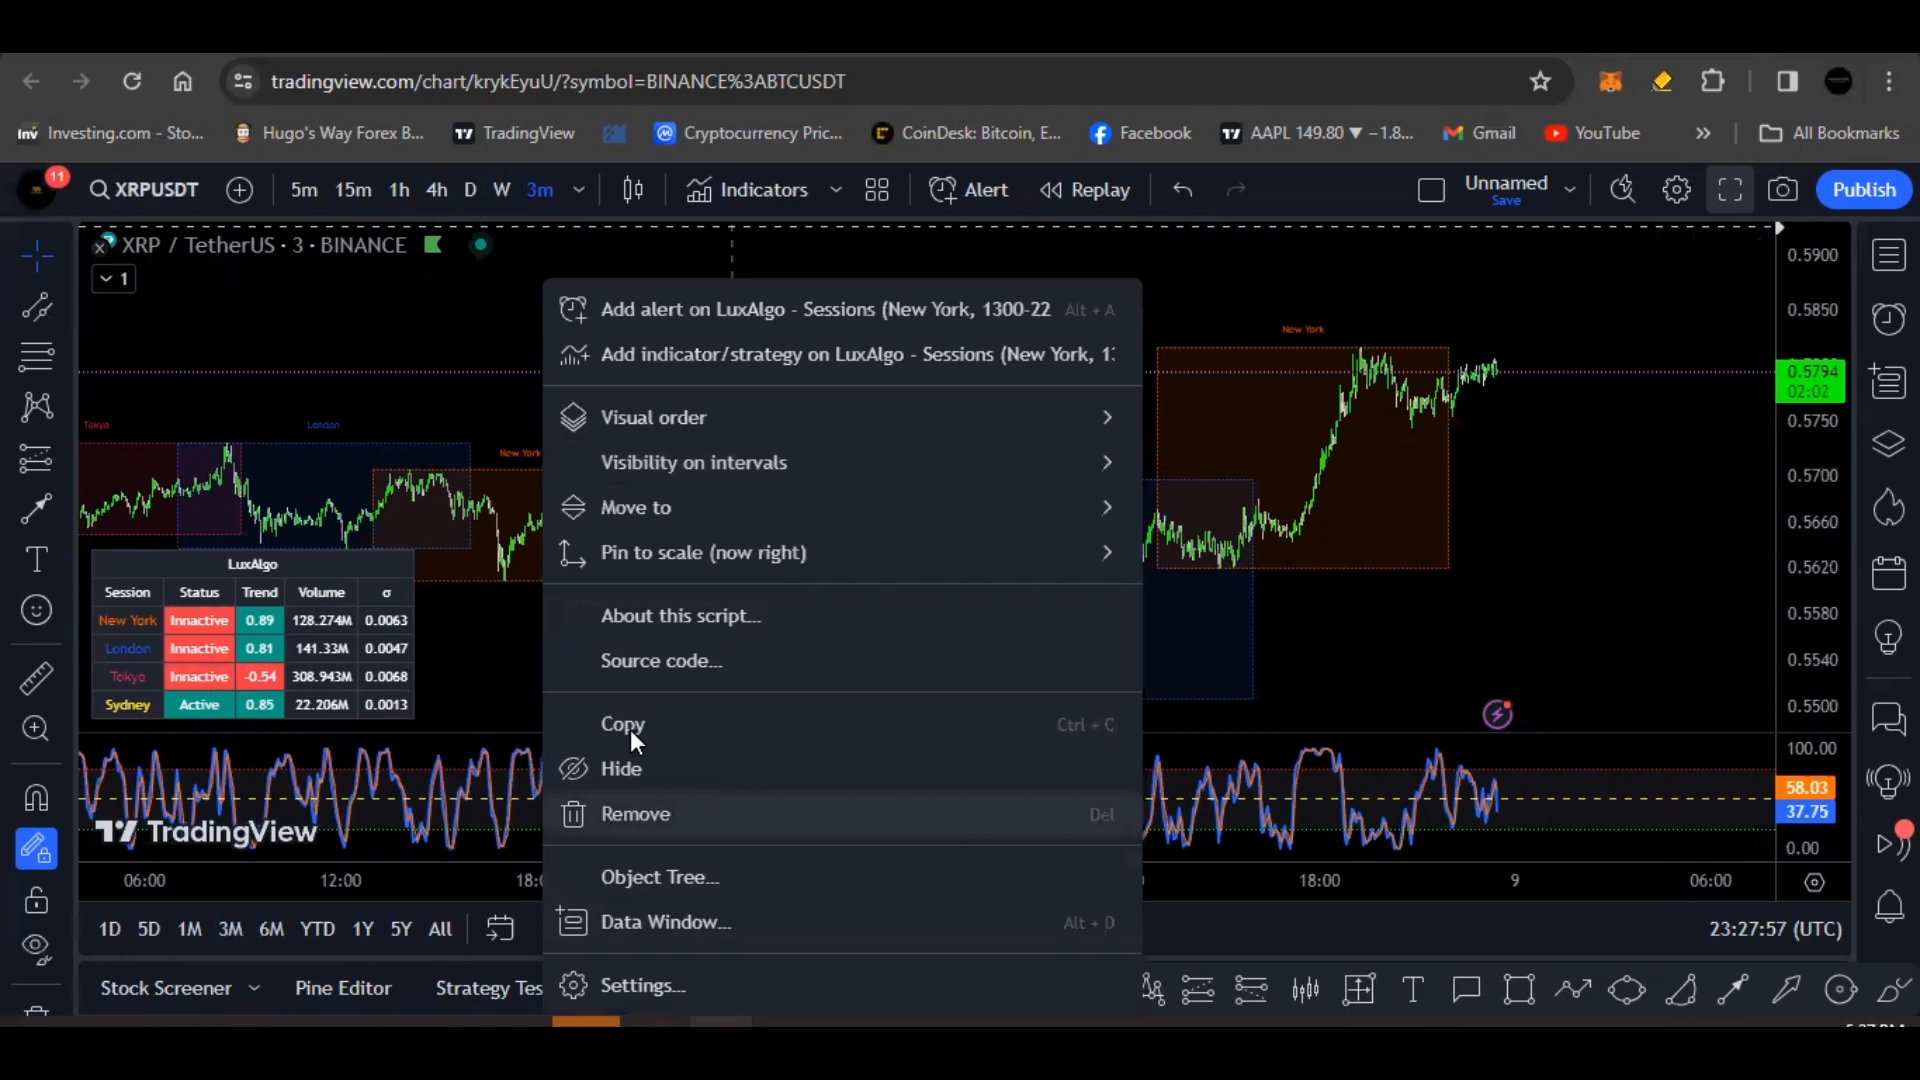 tradingview.com/chart/krykEyuU/?symbol=BINANCE%3ABTCUSDT
Inv Investing.com - Sto... Hugo's Way Forex B... TradingView Cryptocurrency Pric... CoinDesk: Bitcoin, E... Facebook AAPL 149.80 ▼ −1.8... Gmail YouTube » All Bookmarks
11 XRPUSDT 5m 15m 1h 4h D W 3m Indicators Alert Replay Unnamed Save Publish
XRP / TetherUS · 3 · BINANCE
1
Add alert on LuxAlgo - Sessions (New York, 1300-22 Alt + A
Add indicator/strategy on LuxAlgo - Sessions (New York, 1
Visual order
Visibility on intervals
Move to
Pin to scale (now right)
About this script...
Source code...
Copy Ctrl + C
Hide
Remove Del
Object Tree...
Data Window... Alt + D
Settings...
Tokyo London New York
New York
LuxAlgo
Session Status Trend Volume σ
New York Innactive 0.89 128.274M 0.0063
London Innactive 0.81 141.33M 0.0047
Tokyo Innactive -0.54 308.943M 0.0068
Sydney Active 0.85 22.206M 0.0013
TradingView
0.5900
0.5850
0.5794
02:02
0.5750
0.5700
0.5660
0.5620
0.5580
0.5540
0.5500
100.00
58.03
37.75
0.00
06:00 12:00 18:0 18:00 9 06:00
1D 5D 1M 3M 6M YTD 1Y 5Y All 23:27:57 (UTC)
Stock Screener Pine Editor Strategy Tes